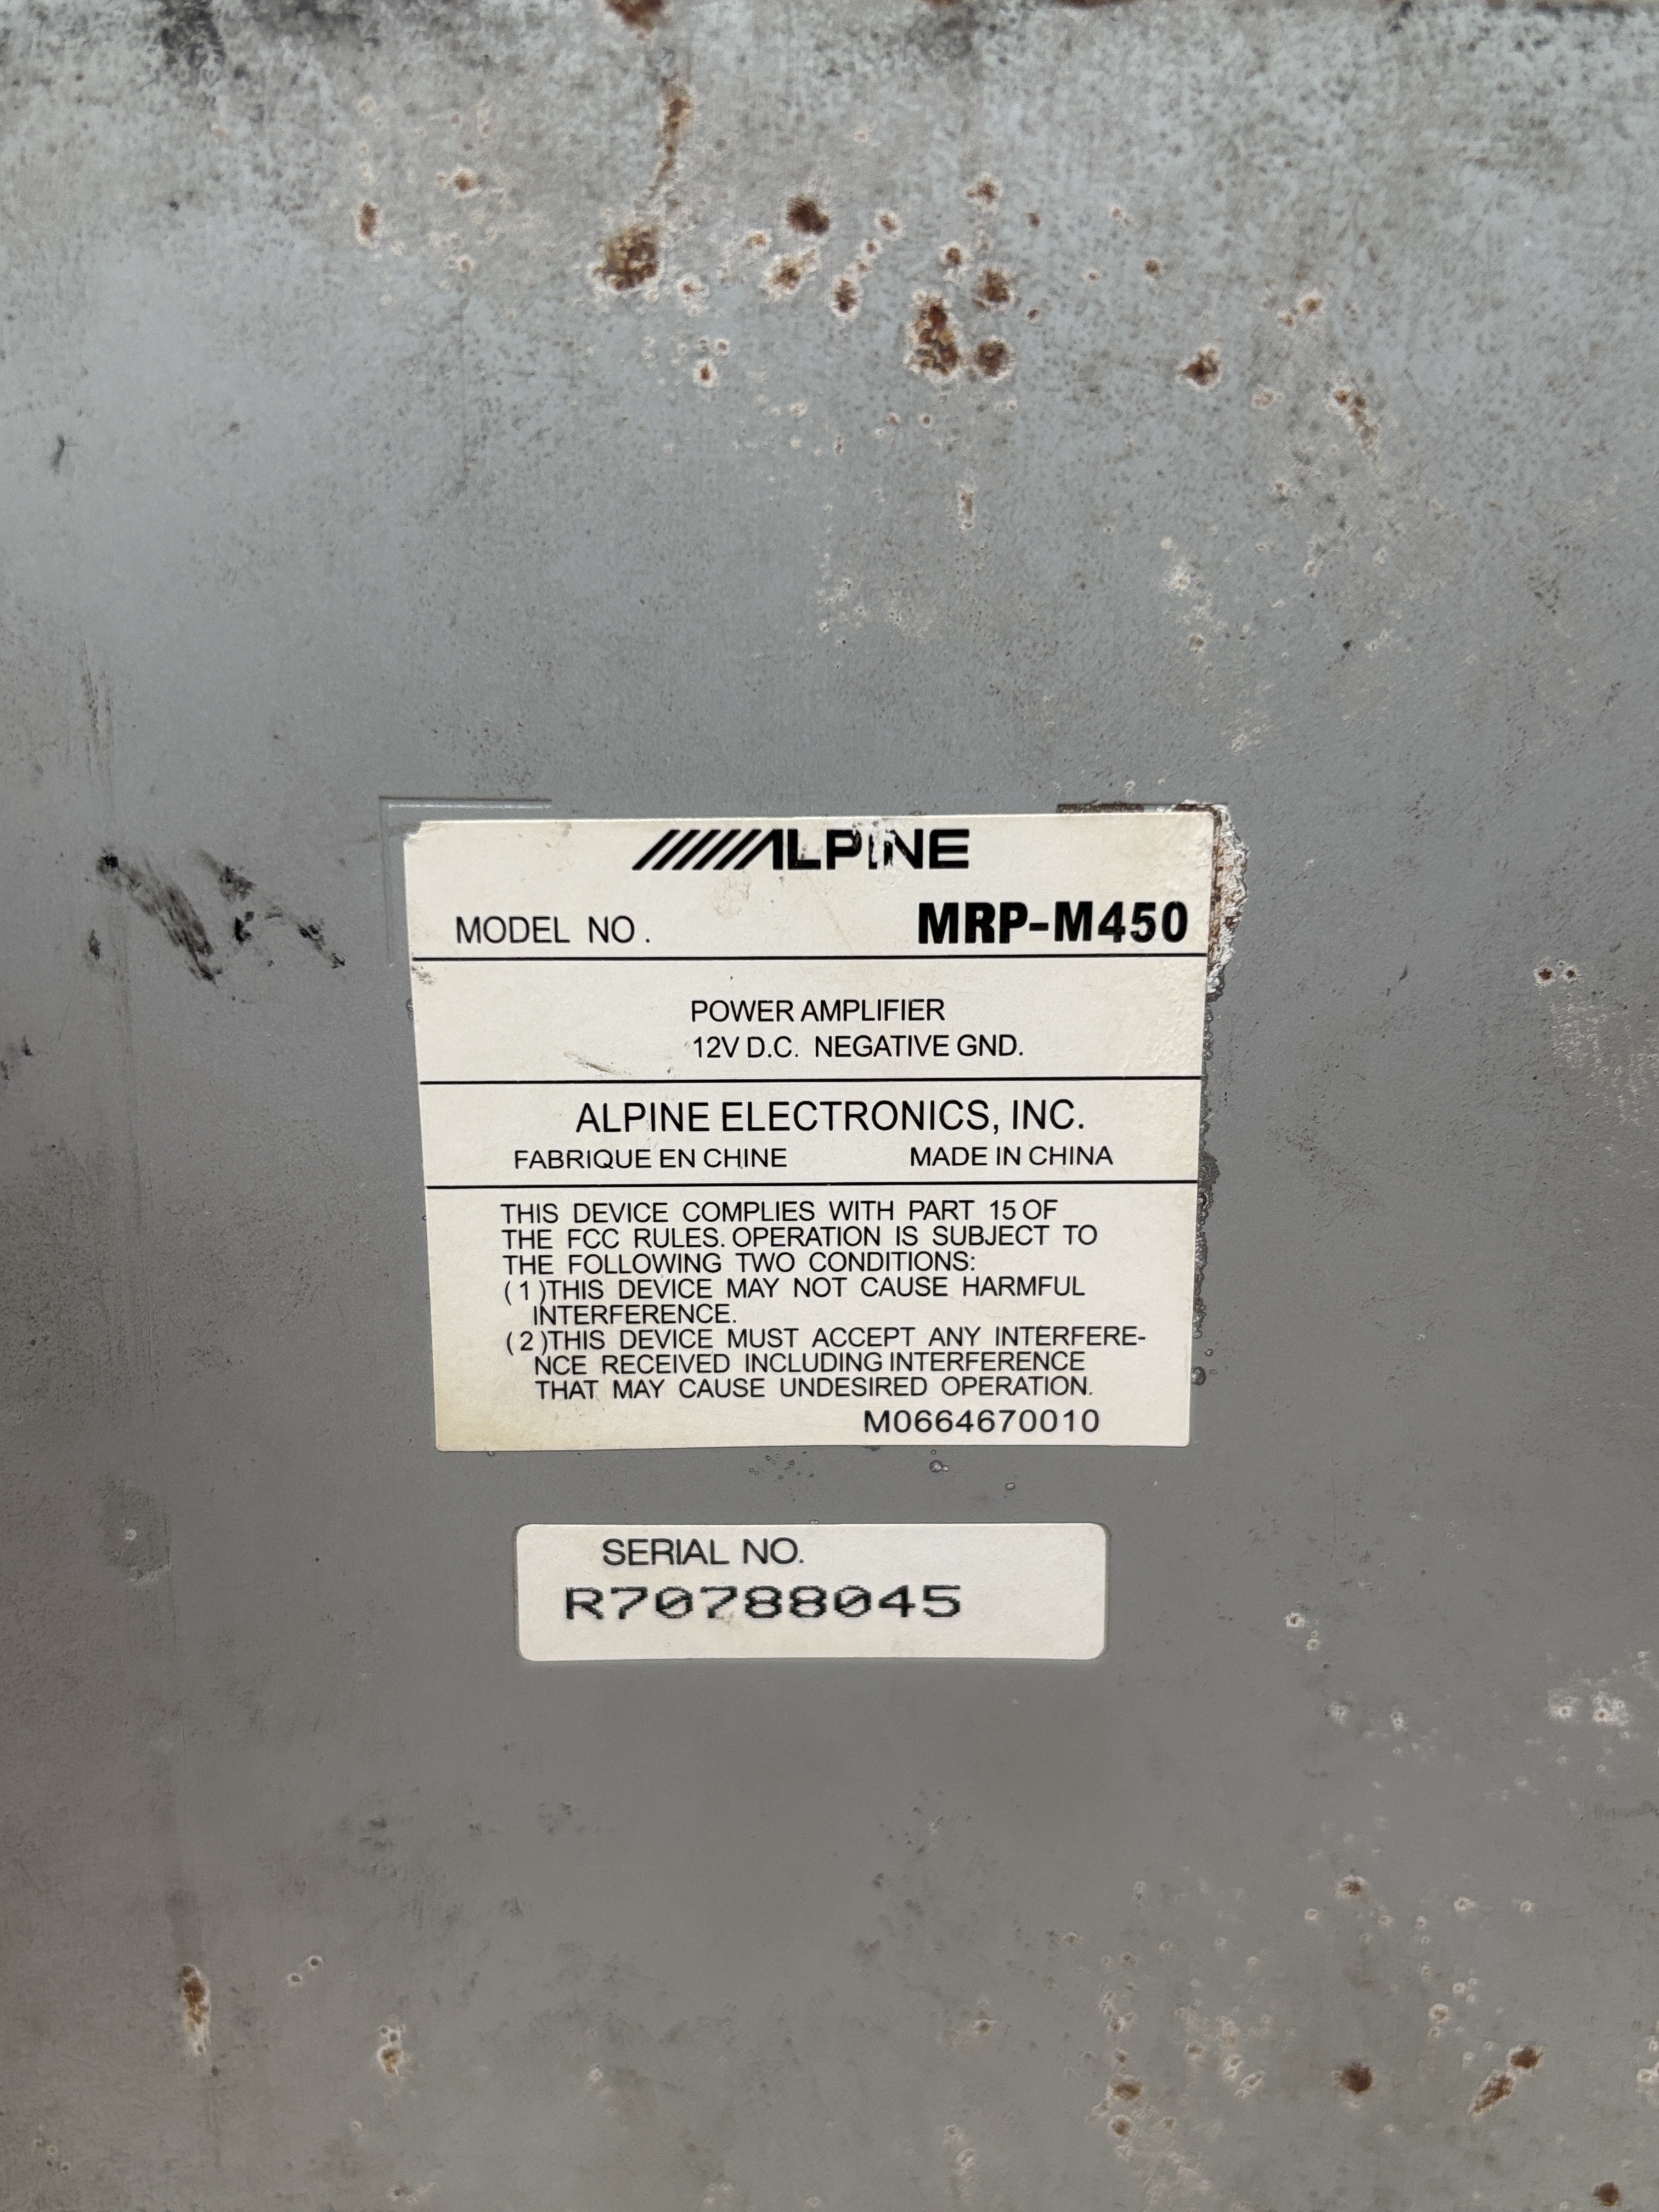 ALPINE
MODEL NO. MRP-M450
POWER AMPLIFIER
12V D.C. NEGATIVE GND.
ALPINE ELECTRONICS, INC.
FABRIQUE EN CHINE MADE IN CHINA
THIS DEVICE COMPLIES WITH PART 15 OF
THE FCC RULES. OPERATION IS SUBJECT TO
THE FOLLOWING TWO CONDITIONS:
(1)THIS DEVICE MAY NOT CAUSE HARMFUL
INTERFERENCE.
(2)THIS DEVICE MUST ACCEPT ANY INTERFERE-
NCE RECEIVED INCLUDING INTERFERENCE
THAT MAY CAUSE UNDESIRED OPERATION.
M0664670010
SERIAL NO.
R70788045